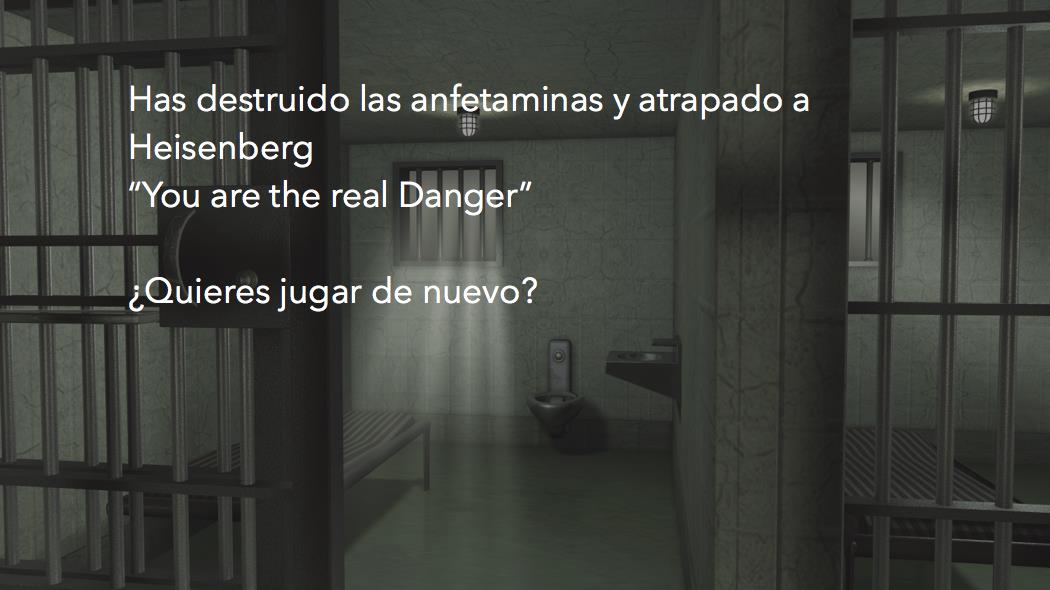 Has destruido las anfetaminas y atrapado a
Heisenberg
“You are the real Danger”
¿Quieres jugar de nuevo?